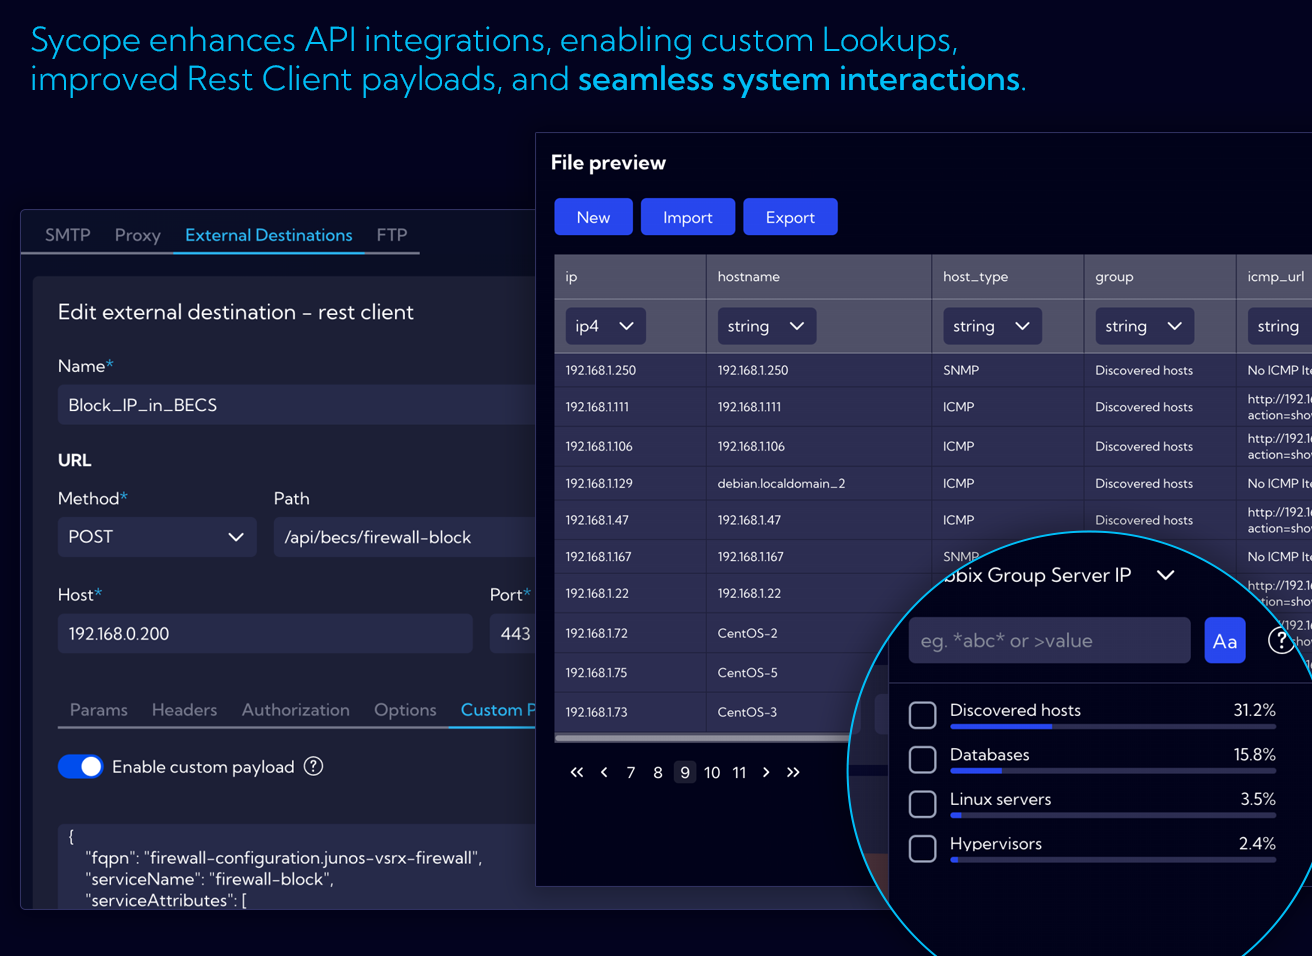 Sycope enhances API integrations, enabling custom Lookups,
improved Rest Client payloads, and seamless system interactions.
SMTP Proxy External Destinations FTP
Edit external destination - rest client
Name*
Block_IP_in_BECS
URL
Method* Path
POST /api/becs/firewall-block
Host* Port*
192.168.0.200 443
Params Headers Authorization Options Custom P
Enable custom payload ?
{
"fqpn": "firewall-configuration.junos-vsrx-firewall",
"serviceName": "firewall-block",
"serviceAttributes": [
File preview
New Import Export
ip hostname host_type group icmp_url
ip4 string string string string
192.168.1.250 192.168.1.250 SNMP Discovered hosts No ICMP Ite
192.168.1.111 192.168.1.111 ICMP Discovered hosts http://192.1
action=sho
192.168.1.106 192.168.1.106 ICMP Discovered hosts http://192.1
action=sho
192.168.1.129 debian.localdomain_2 ICMP Discovered hosts No ICMP Ite
192.168.1.47 192.168.1.47 ICMP Discovered hosts http://192.1
action=sho
192.168.1.167 192.168.1.167 SNMP No ICMP Ite
192.168.1.22 192.168.1.22 http://192.1
192.168.1.72 CentOS-2
192.168.1.75 CentOS-5
192.168.1.73 CentOS-3
« ‹ 7 8 9 10 11 › »
bbix Group Server IP
eg. *abc* or >value Aa ?
Discovered hosts 31.2%
Databases 15.8%
Linux servers 3.5%
Hypervisors 2.4%